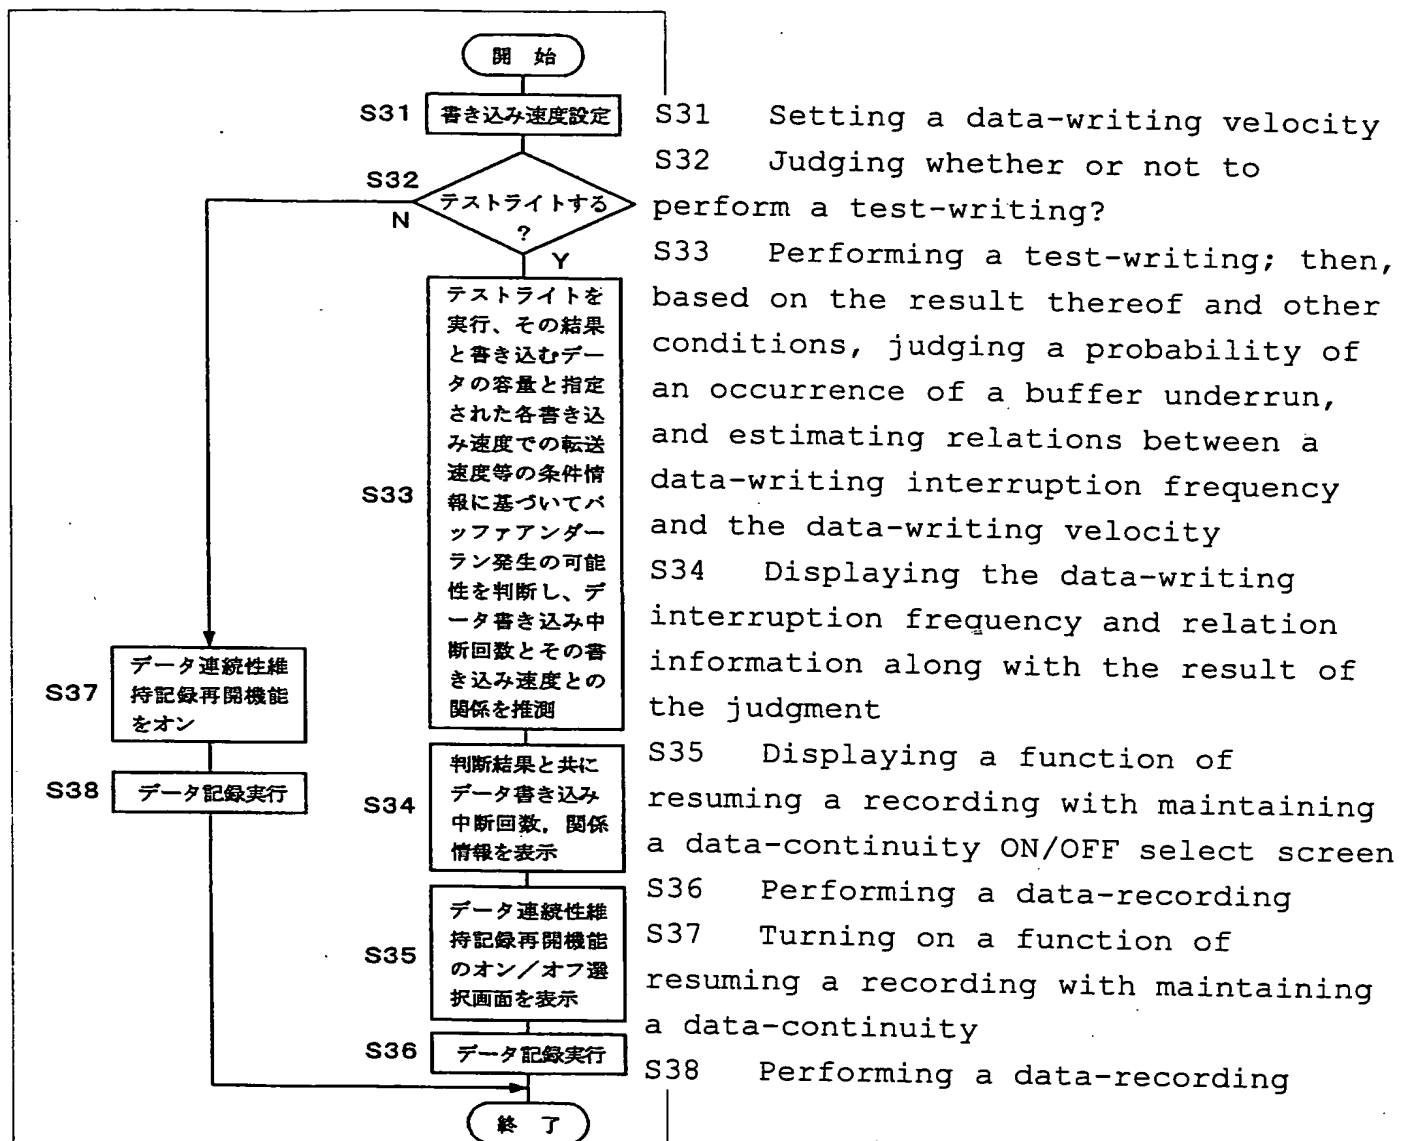 開 始
S31
書き込み速度設定
S32
テストライトする
?
N
Y
S33
テストライトを
実行、その結果
と書き込むデー
タの容量と指定
された各書き込
み速度での転送
速度等の条件情
報に基づいてバ
ッファアンダー
ラン発生の可能
性を判断し、デ
ータ書き込み中
断回数とその書
き込み速度との
関係を推測
S37
データ連続性維
持記録再開機能
をオン
S38
データ記録実行
S34
判断結果と共に
データ書き込み
中断回数，関係
情報を表示
S35
データ連続性維
持記録再開機能
のオン／オフ選
択画面を表示
S36
データ記録実行
終 了
S31 Setting a data-writing velocity
S32 Judging whether or not to
perform a test-writing?
S33 Performing a test-writing; then,
based on the result thereof and other
conditions, judging a probability of
an occurrence of a buffer underrun,
and estimating relations between a
data-writing interruption frequency
and the data-writing velocity
S34 Displaying the data-writing
interruption frequency and relation
information along with the result of
the judgment
S35 Displaying a function of
resuming a recording with maintaining
a data-continuity ON/OFF select screen
S36 Performing a data-recording
S37 Turning on a function of
resuming a recording with maintaining
a data-continuity
S38 Performing a data-recording